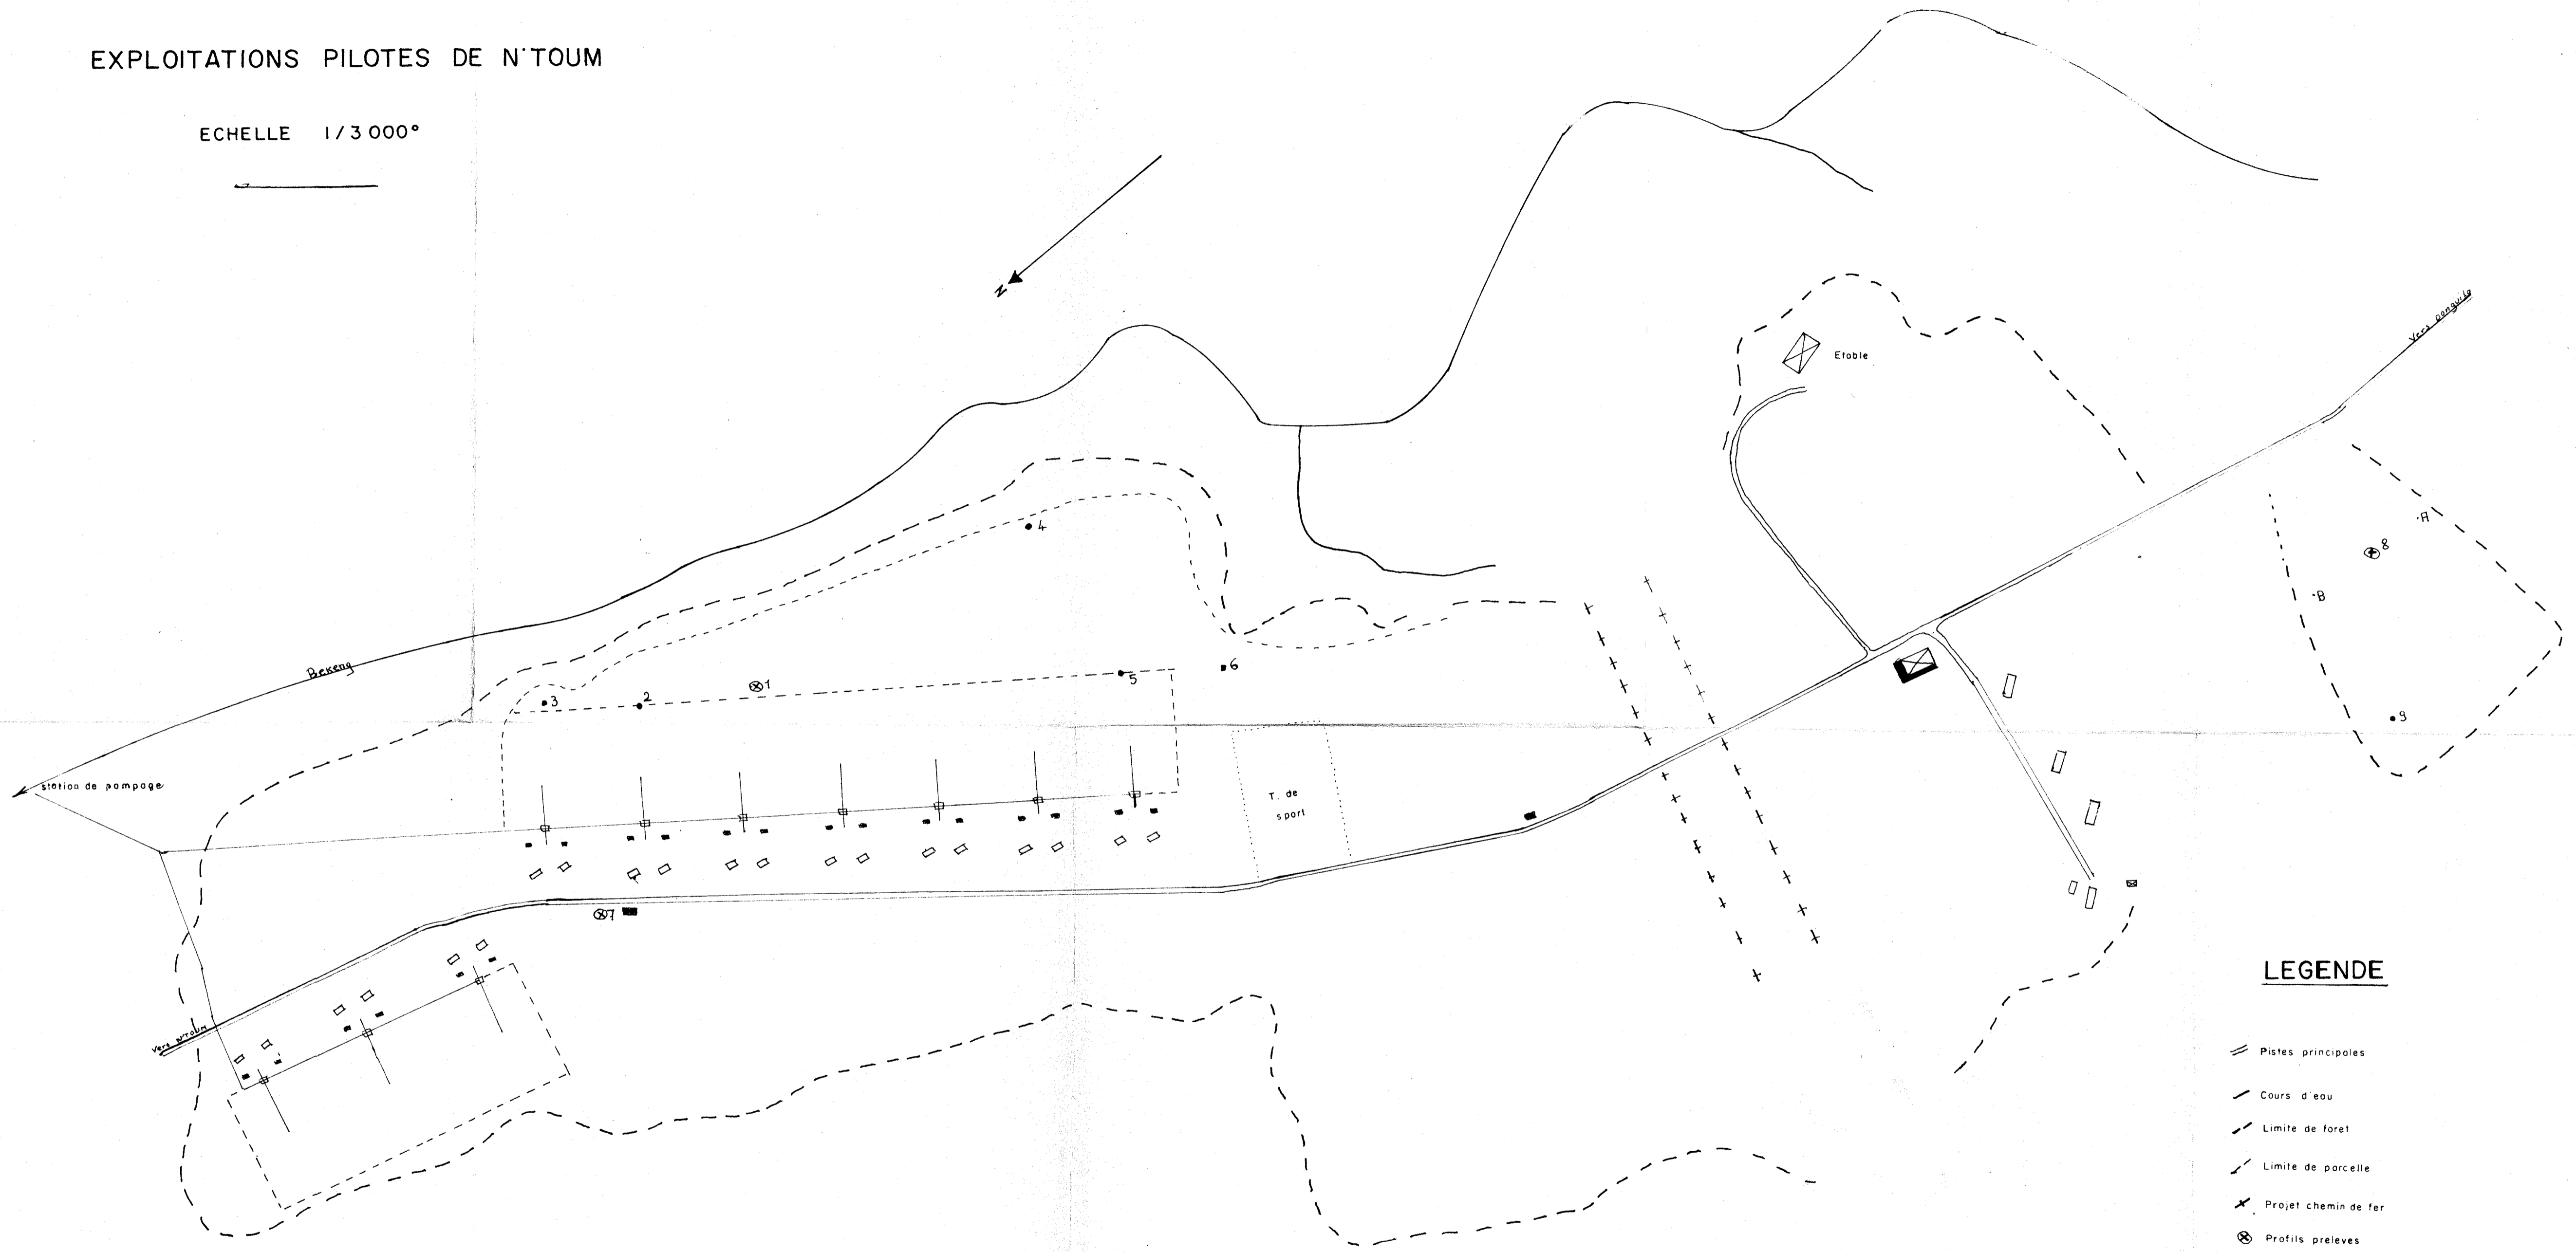 EXPLOITATIONS PILOTES DE N'TOUM
ECHELLE 1/3 000°
N
Etable
Vers
4
A
8
B
Bekeng
3
2
1
5
6
9
station de pompage
T. de
sport
7
Vers N'TOUM
LEGENDE
Pistes principales
Cours d'eau
Limite de foret
Limite de parcelle
Projet chemin de fer
Profils preleves